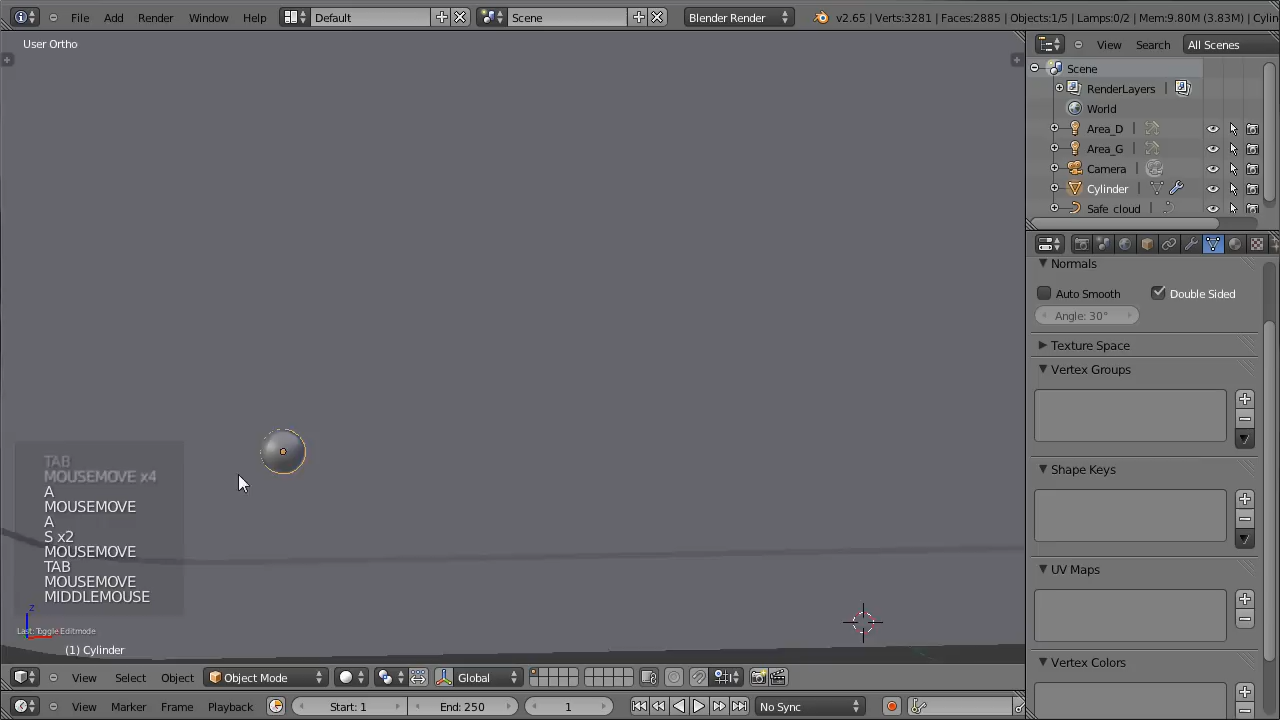 File Add Render Window Help Default Scene Blender Render v2.65 | Verts:3281 | Faces:2885 | Objects:1/5 | Lamps:0/2 | Mem:9.80M (3.83M) | Cylin
User Ortho
View Search All Scenes
Scene
RenderLayers
World
Area_D
Area_G
Camera
Cylinder
Safe_cloud
Normals
Auto Smooth Double Sided
Angle: 30°
Texture Space
Vertex Groups
Shape Keys
UV Maps
Vertex Colors
TAB
MOUSEMOVE x4
A
MOUSEMOVE
A
S x2
MOUSEMOVE
TAB
MOUSEMOVE
MIDDLEMOUSE
z
Last: Toggle Editmode
(1) Cylinder
View Select Object Object Mode Global
View Marker Frame Playback Start: 1 End: 250 1 No Sync